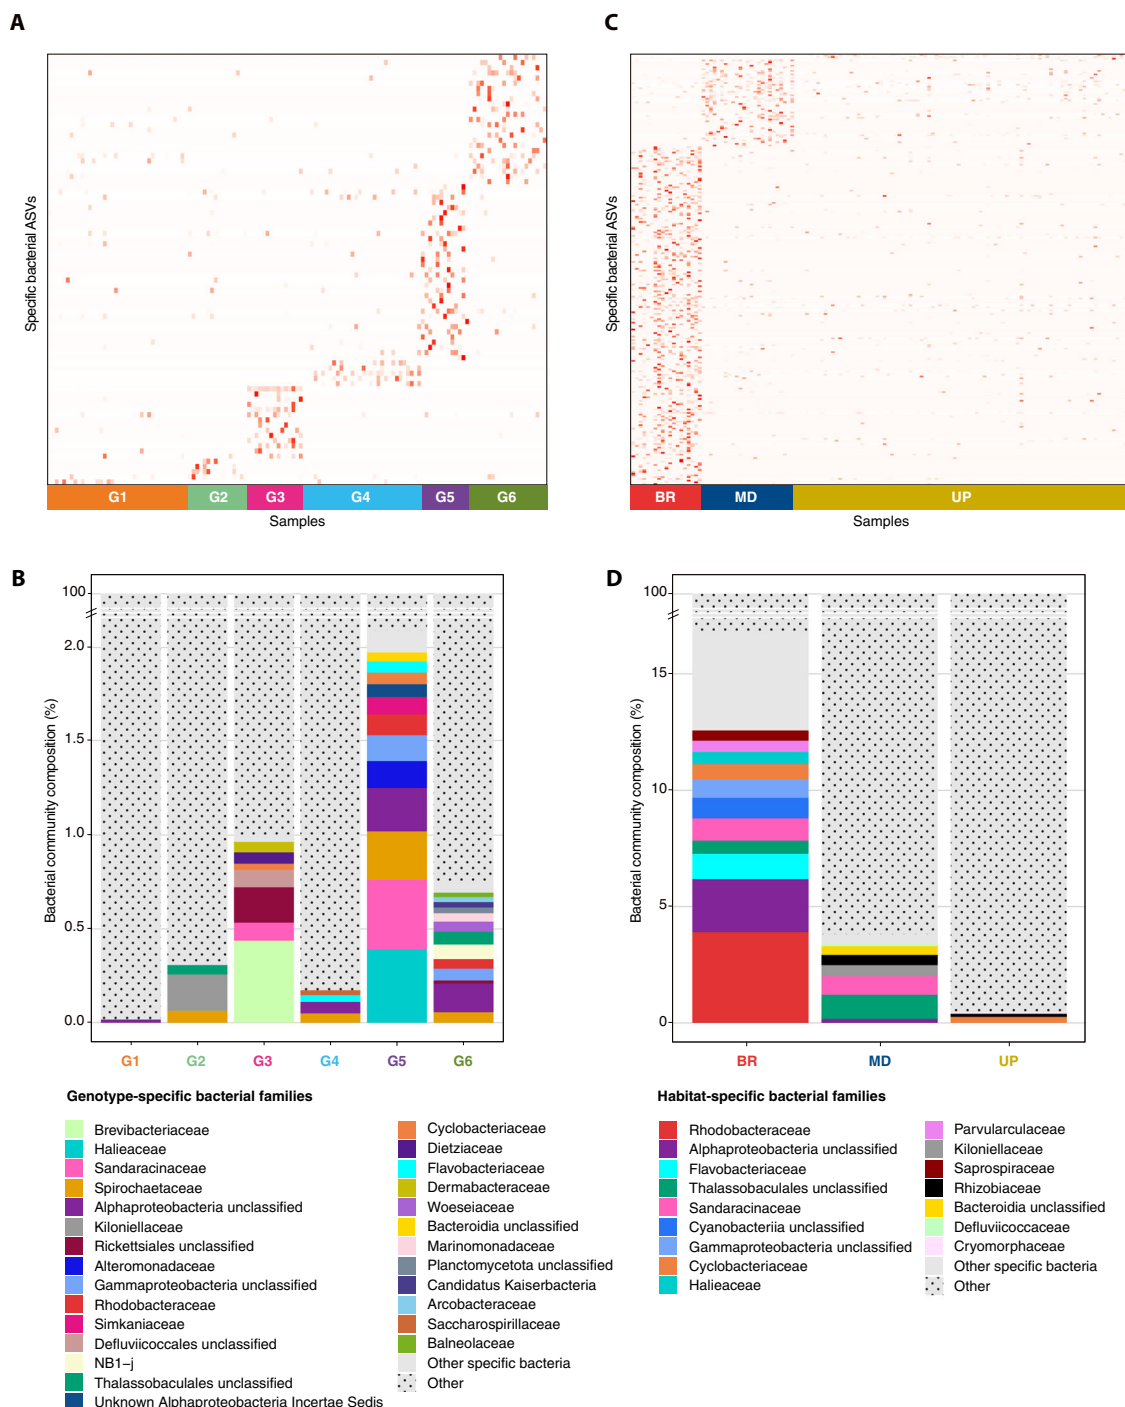 A
Specific bacterial ASVs
G1 G2 G3 G4 G5 G6
Samples
C
Specific bacterial ASVs
BR MD UP
Samples
B
Bacterial community composition (%)
100
2.0
1.5
1.0
0.5
0.0
G1 G2 G3 G4 G5 G6
Genotype-specific bacterial families
Brevibacteriaceae
Halieaceae
Sandaracinaceae
Spirochaetaceae
Alphaproteobacteria unclassified
Kiloniellaceae
Rickettsiales unclassified
Alteromonadaceae
Gammaproteobacteria unclassified
Rhodobacteraceae
Simkaniaceae
Defluviicoccales unclassified
NB1–j
Thalassobaculales unclassified
Unknown Alphaproteobacteria Incertae Sedis
Cyclobacteriaceae
Dietziaceae
Flavobacteriaceae
Dermabacteraceae
Woeseiaceae
Bacteroidia unclassified
Marinomonadaceae
Planctomycetota unclassified
Candidatus Kaiserbacteria
Arcobacteraceae
Saccharospirillaceae
Balneolaceae
Other specific bacteria
Other
D
Bacterial community composition (%)
100
15
10
5
0
BR MD UP
Habitat-specific bacterial families
Rhodobacteraceae
Alphaproteobacteria unclassified
Flavobacteriaceae
Thalassobaculales unclassified
Sandaracinaceae
Cyanobacteriia unclassified
Gammaproteobacteria unclassified
Cyclobacteriaceae
Halieaceae
Parvularculaceae
Kiloniellaceae
Saprospiraceae
Rhizobiaceae
Bacteroidia unclassified
Defluviicoccaceae
Cryomorphaceae
Other specific bacteria
Other